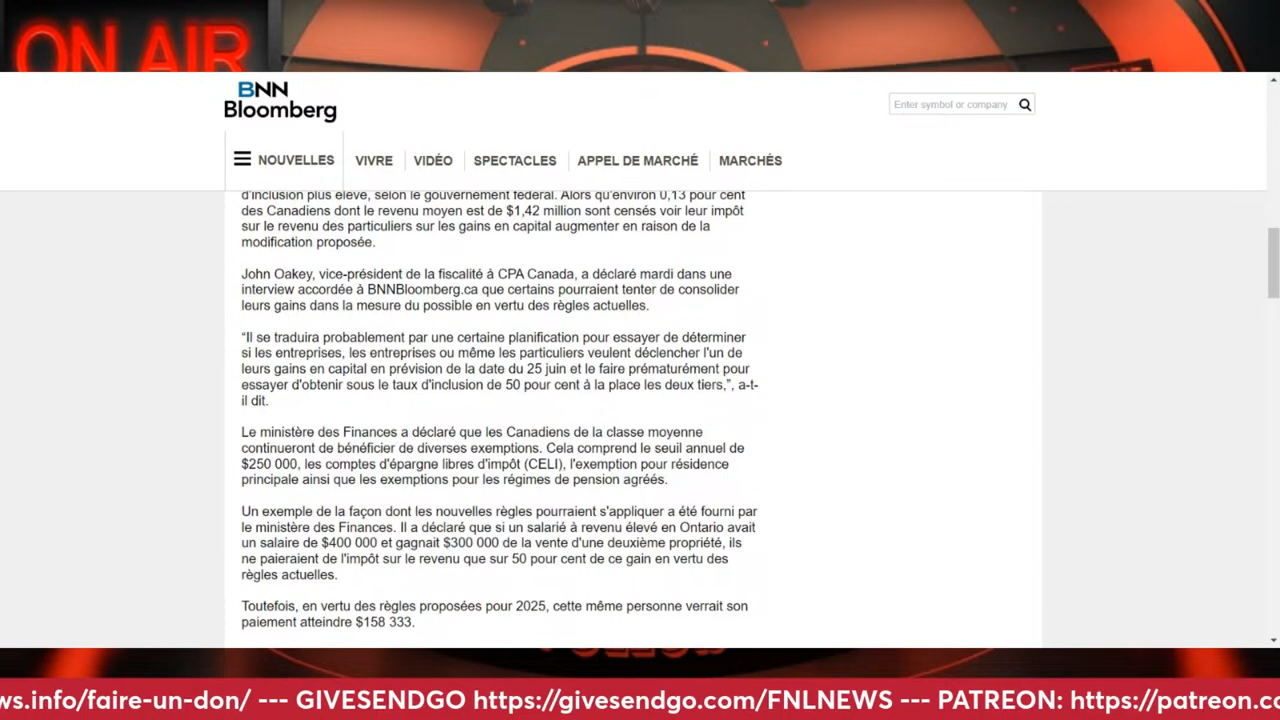 ON AIR
BNN
Bloomberg
Enter symbol or company
NOUVELLES
VIVRE
VIDÉO
SPECTACLES
APPEL DE MARCHÉ
MARCHÉS
d'inclusion plus élevé, selon le gouvernement fédéral. Alors qu'environ 0,13 pour cent
des Canadiens dont le revenu moyen est de $1,42 million sont censés voir leur impôt
sur le revenu des particuliers sur les gains en capital augmenter en raison de la
modification proposée.
John Oakey, vice-président de la fiscalité à CPA Canada, a déclaré mardi dans une
interview accordée à BNNBloomberg.ca que certains pourraient tenter de consolider
leurs gains dans la mesure du possible en vertu des règles actuelles.
“Il se traduira probablement par une certaine planification pour essayer de déterminer
si les entreprises, les entreprises ou même les particuliers veulent déclencher l'un de
leurs gains en capital en prévision de la date du 25 juin et le faire prématurément pour
essayer d'obtenir sous le taux d'inclusion de 50 pour cent à la place les deux tiers,”, a-t-
il dit.
Le ministère des Finances a déclaré que les Canadiens de la classe moyenne
continueront de bénéficier de diverses exemptions. Cela comprend le seuil annuel de
$250 000, les comptes d'épargne libres d'impôt (CELI), l'exemption pour résidence
principale ainsi que les exemptions pour les régimes de pension agréés.
Un exemple de la façon dont les nouvelles règles pourraient s'appliquer a été fourni par
le ministère des Finances. Il a déclaré que si un salarié à revenu élevé en Ontario avait
un salaire de $400 000 et gagnait $300 000 de la vente d'une deuxième propriété, ils
ne paieraient de l'impôt sur le revenu que sur 50 pour cent de ce gain en vertu des
règles actuelles.
Toutefois, en vertu des règles proposées pour 2025, cette même personne verrait son
paiement atteindre $158 333.
ws.info/faire-un-don/ --- GIVESENDGO https://givesendgo.com/FNLNEWS --- PATREON: https://patreon.c